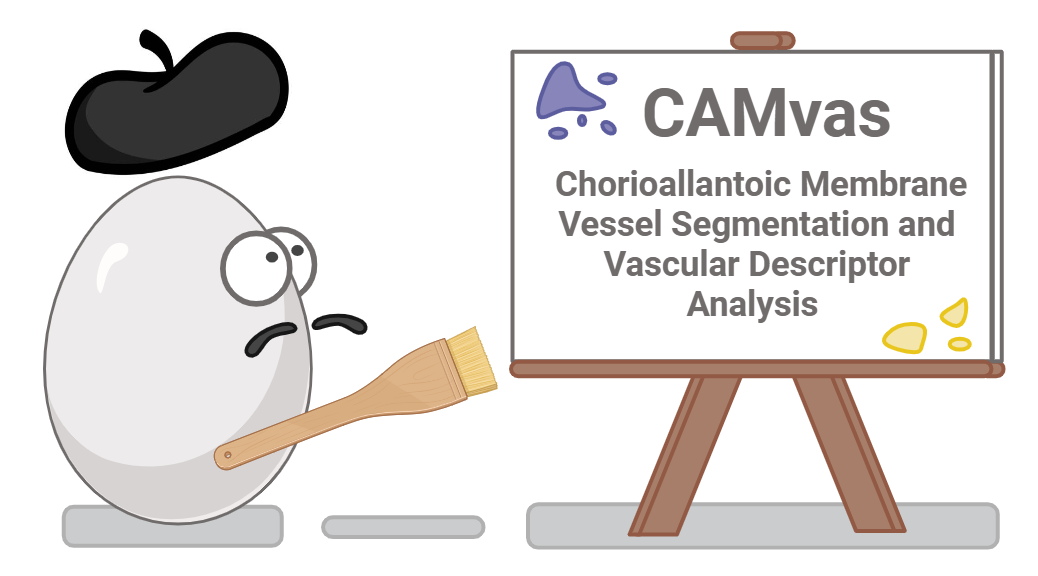 CAMvas
Chorioallantoic Membrane
Vessel Segmentation and
Vascular Descriptor
Analysis